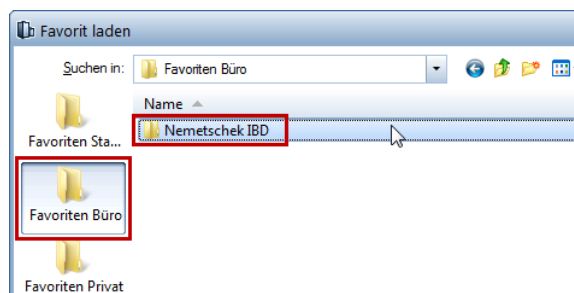 Favorit laden
Suchen in: Favoriten Büro
Name
Favoriten Sta...
Nemetschek IBD
Favoriten Büro
Favoriten Privat